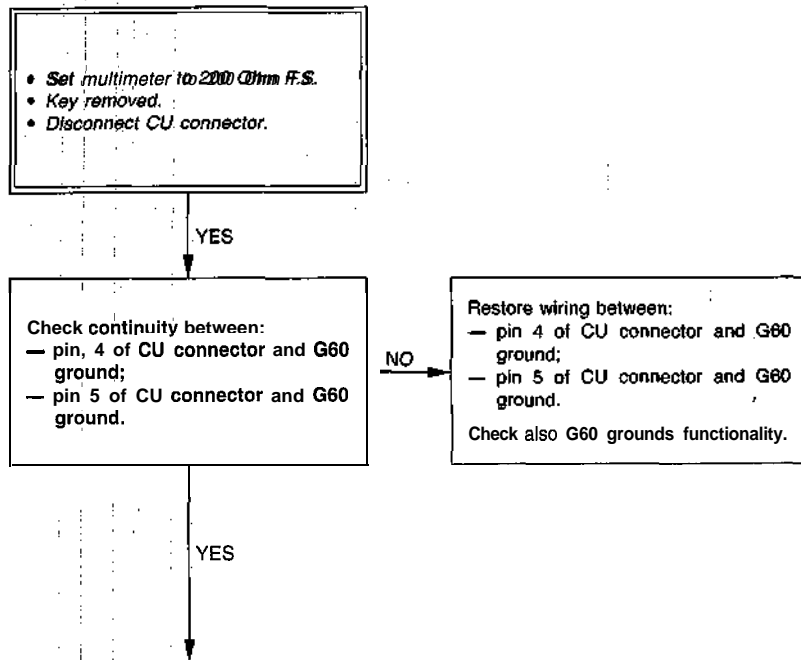 • Set multimeter to 200 Ohm F.S.
• Key removed.
• Disconnect CU connector.
YES
Check continuity between:
— pin, 4 of CU connector and G60
ground;
— pin 5 of CU connector and G60
ground.
NO
Restore wiring between:
— pin 4 of CU connector and G60
ground;
— pin 5 of CU connector and G60
ground.
Check also G60 grounds functionality.
YES